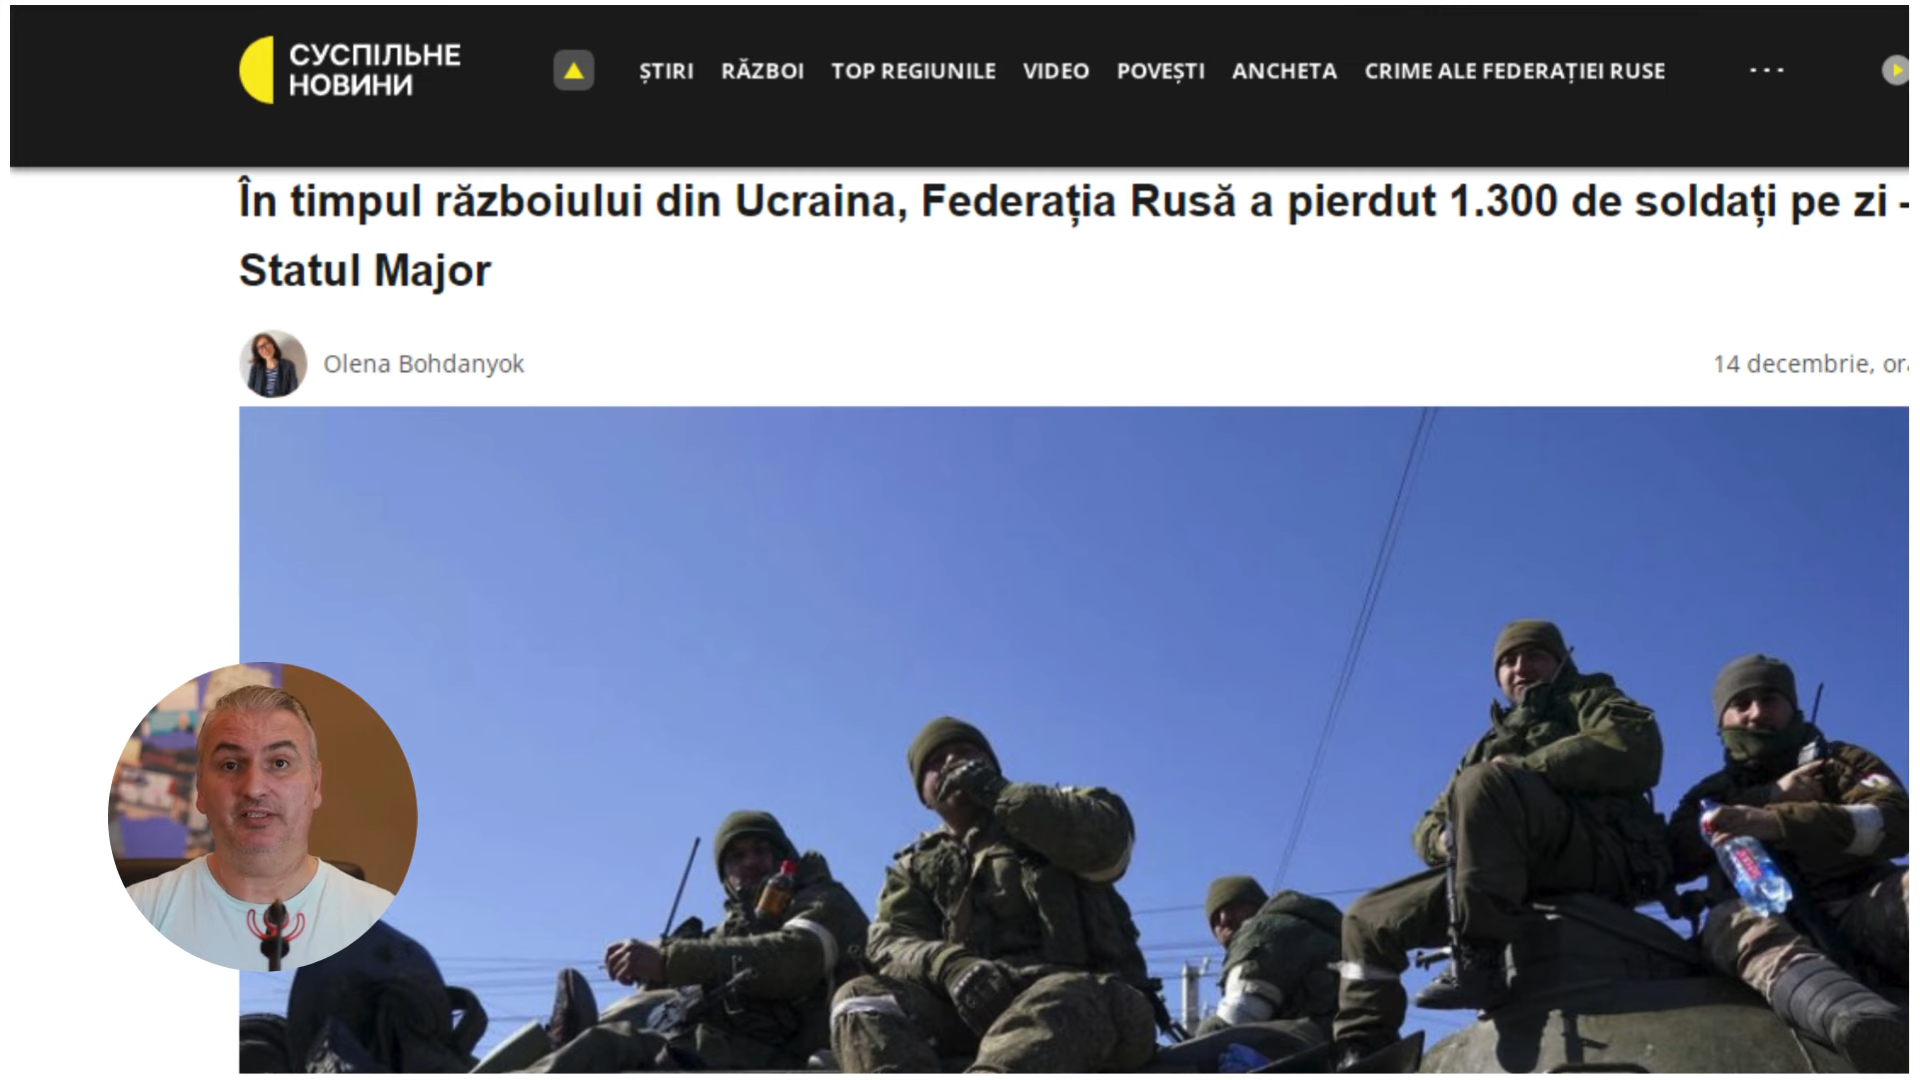 СУСПІЛЬНЕ
НОВИНИ
ȘTIRI RĂZBOI TOP REGIUNILE VIDEO POVEȘTI ANCHETA CRIME ALE FEDERAȚIEI RUSE ...
În timpul războiului din Ucraina, Federația Rusă a pierdut 1.300 de soldați pe zi -
Statul Major
Olena Bohdanyok
14 decembrie,